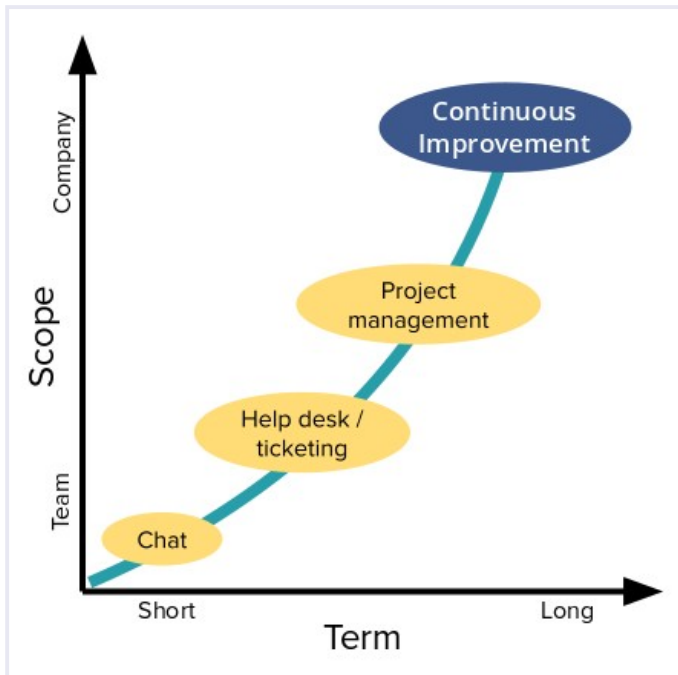 Continuous
Improvement
Company
Project
management
Scope
Help desk /
ticketing
Team
Chat
Short
Long
Term